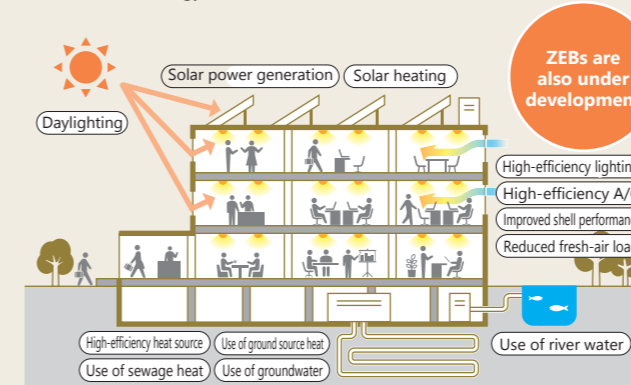 ZEBs are
also under
developmen
Solar power generation
Solar heating
Daylighting
High-efficiency lightin
High-efficiency A/
Improved shell performan
Reduced fresh-air loa
High-efficiency heat source
Use of ground source heat
Use of river water
Use of sewage heat
Use of groundwater